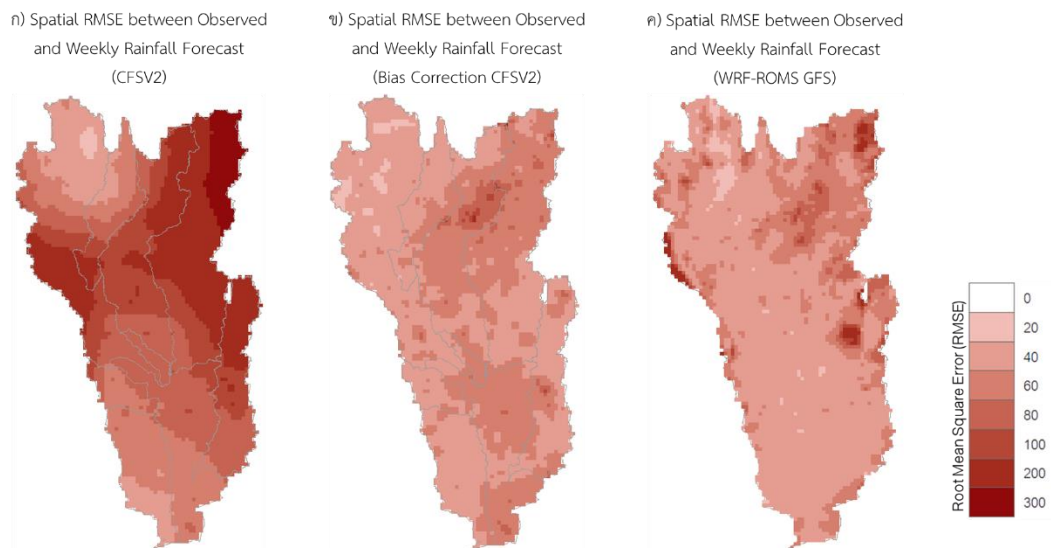 ก) Spatial RMSE between Observed
and Weekly Rainfall Forecast
(CFSV2)
ข) Spatial RMSE between Observed
and Weekly Rainfall Forecast
(Bias Correction CFSV2)
ค) Spatial RMSE between Observed
and Weekly Rainfall Forecast
(WRF-ROMS GFS)
Root Mean Square Error (RMSE)
0
20
40
60
80
100
200
300